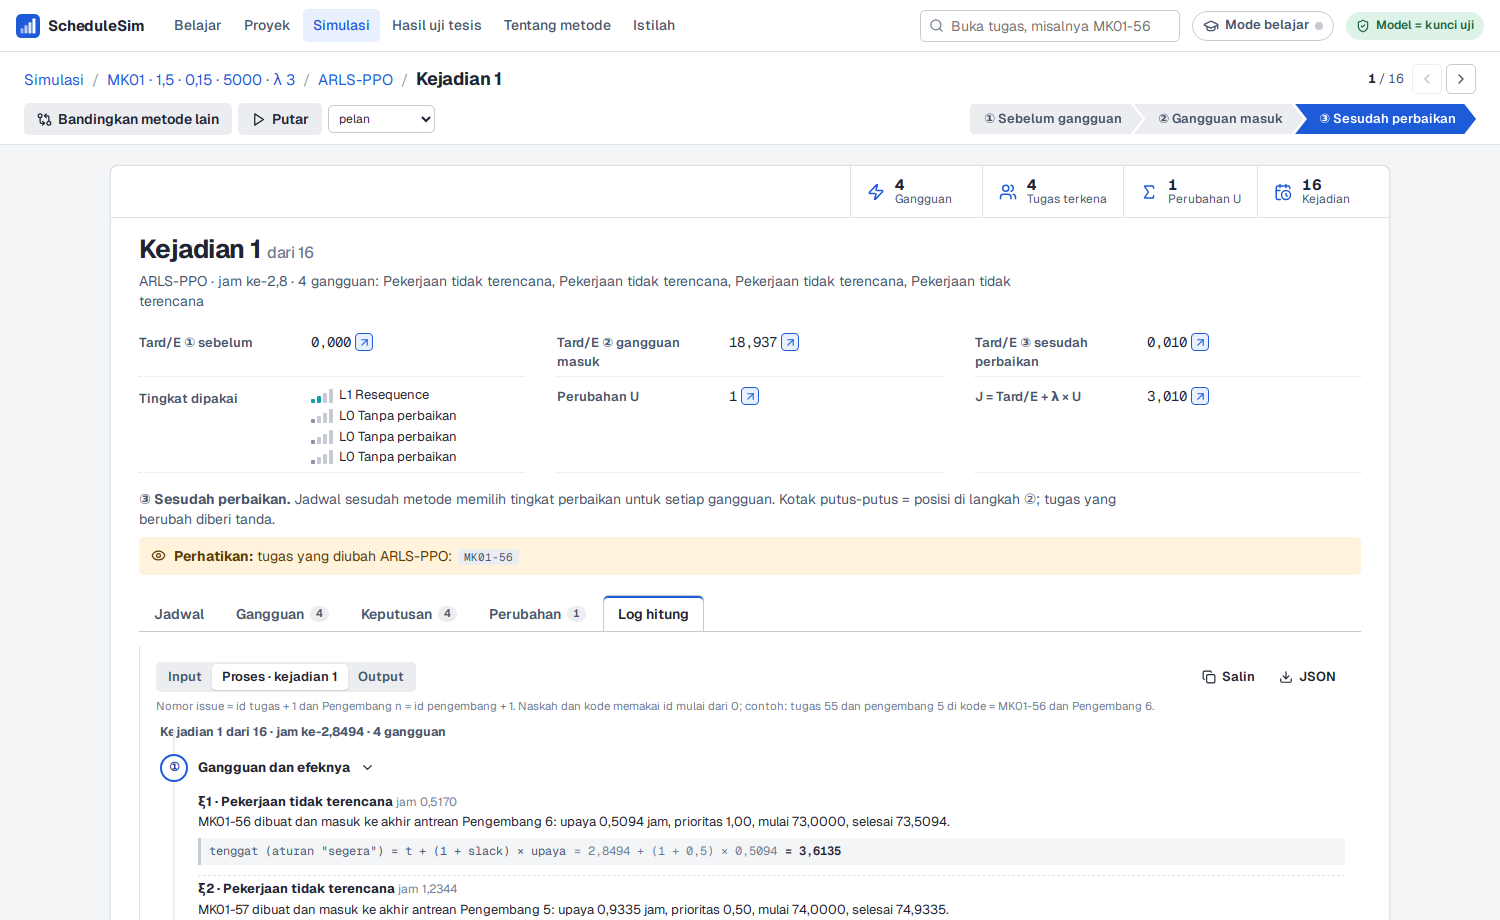 ScheduleSim Belajar Proyek Simulasi Hasil uji tesis Tentang metode Istilah Buka tugas, misalnya MK01-56 Mode belajar Model = kunci uji
Simulasi / MK01 · 1,5 · 0,15 · 5000 · λ 3 / ARLS-PPO / Kejadian 1 1 / 16
Bandingkan metode lain Putar pelan ① Sebelum gangguan ② Gangguan masuk ③ Sesudah perbaikan
4 Gangguan
4 Tugas terkena
1 Perubahan U
16 Kejadian
Kejadian 1 dari 16
ARLS-PPO · jam ke-2,8 · 4 gangguan: Pekerjaan tidak terencana, Pekerjaan tidak terencana, Pekerjaan tidak terencana, Pekerjaan tidak
terencana
Tard/E ① sebelum 0,000
Tard/E ② gangguan masuk 18,937
Tard/E ③ sesudah perbaikan 0,010
Tingkat dipakai L1 Resequence
L0 Tanpa perbaikan
L0 Tanpa perbaikan
L0 Tanpa perbaikan
Perubahan U 1
J = Tard/E + λ × U 3,010
③ Sesudah perbaikan. Jadwal sesudah metode memilih tingkat perbaikan untuk setiap gangguan. Kotak putus-putus = posisi di langkah ②; tugas yang
berubah diberi tanda.
Perhatikan: tugas yang diubah ARLS-PPO: MK01-56
Jadwal Gangguan 4 Keputusan 4 Perubahan 1 Log hitung
Input Proses · kejadian 1 Output Salin JSON
Nomor issue = id tugas + 1 dan Pengembang n = id pengembang + 1. Naskah dan kode memakai id mulai dari 0; contoh: tugas 55 dan pengembang 5 di kode = MK01-56 dan Pengembang 6.
Kejadian 1 dari 16 · jam ke-2,8494 · 4 gangguan
① Gangguan dan efeknya
ξ1 · Pekerjaan tidak terencana jam 0,5170
MK01-56 dibuat dan masuk ke akhir antrean Pengembang 6: upaya 0,5094 jam, prioritas 1,00, mulai 73,0000, selesai 73,5094.
tenggat (aturan "segera") = t + (1 + slack) × upaya = 2,8494 + (1 + 0,5) × 0,5094 = 3,6135
ξ2 · Pekerjaan tidak terencana jam 1,2344
MK01-57 dibuat dan masuk ke akhir antrean Pengembang 5: upaya 0,9335 jam, prioritas 0,50, mulai 74,0000, selesai 74,9335.